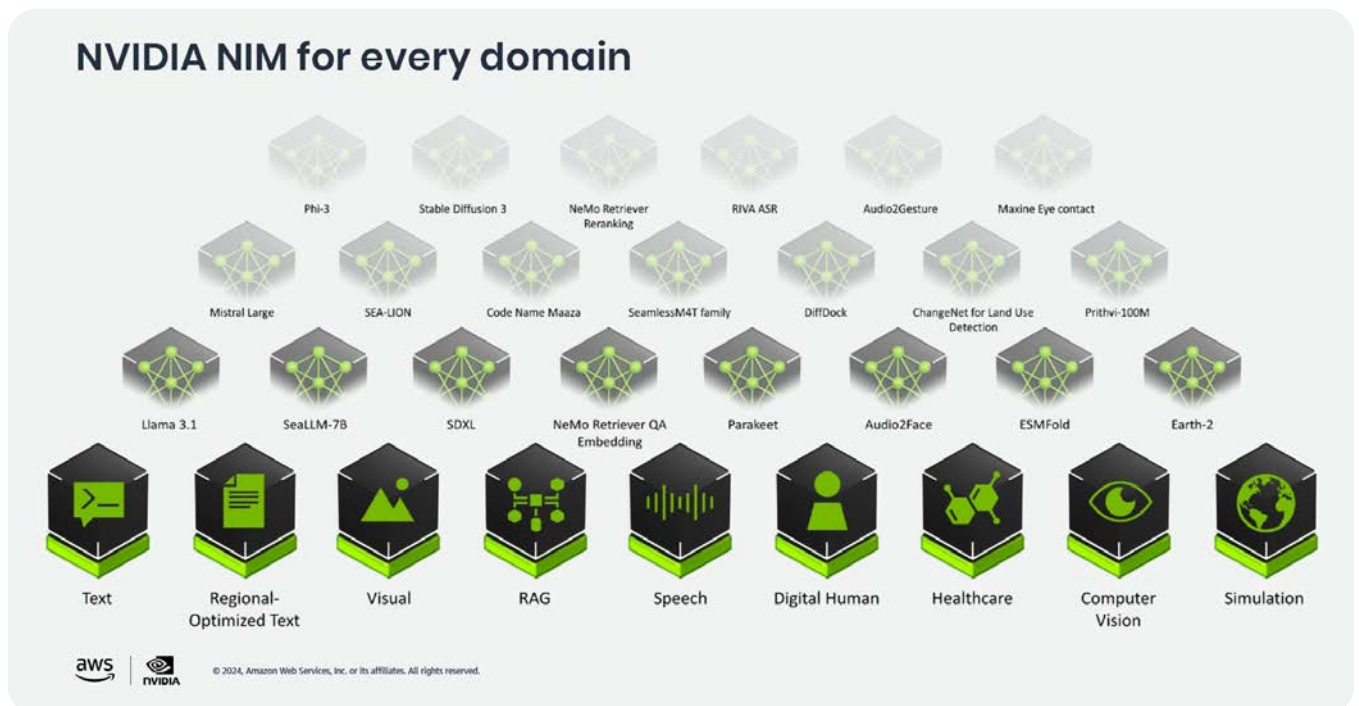 NVIDIA NIM for every domain
Phi-3
Stable Diffusion 3
NeMo Retriever
Reranking
RIVA ASR
Audio2Gesture
Maxine Eye contact
Mistral Large
SEA-LION
Code Name Maaza
SeamlessM4T family
DiffDock
ChangeNet for Land Use
Detection
Prithvi-100M
Llama 3.1
SeaLLM-7B
SDXL
NeMo Retriever QA
Embedding
Parakeet
Audio2Face
ESMFold
Earth-2
Text
Regional-
Optimized Text
Visual
RAG
Speech
Digital Human
Healthcare
Computer
Vision
Simulation
aws
NVIDIA
© 2024, Amazon Web Services, Inc. or its affiliates. All rights reserved.